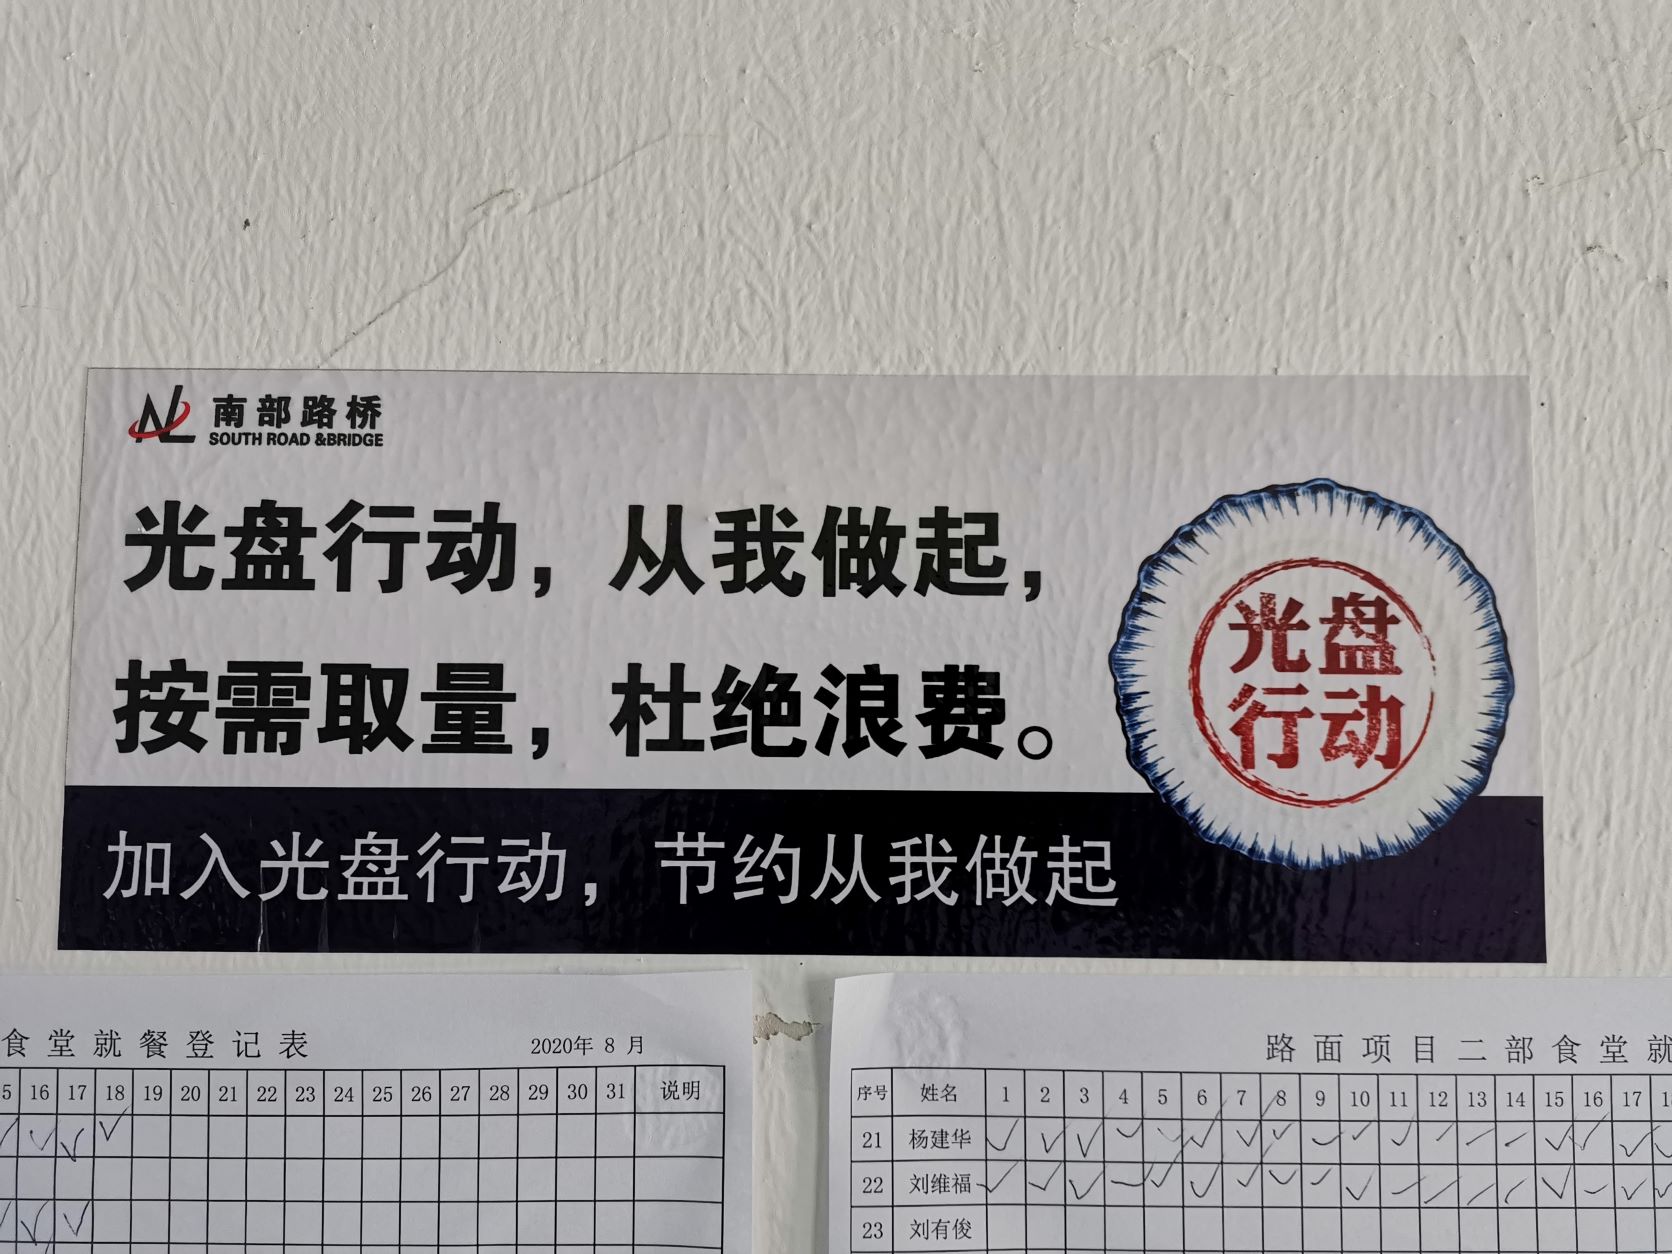 南部路桥
SOUTH ROAD &BRIDGE
光盘行动，从我做起，
按需取量，杜绝浪费。
光盘
行动
加入光盘行动，节约从我做起
食堂就餐登记表
2020年 8 月
5 16 17 18 19 20 21 22 23 24 25 26 27 28 29 30 31 说明
路面项目二部食堂就
序号 姓名 1 2 3 4 5 6 7 8 9 10 11 12 13 14 15 16 17 18
21 杨建华
22 刘维福
23 刘有俊